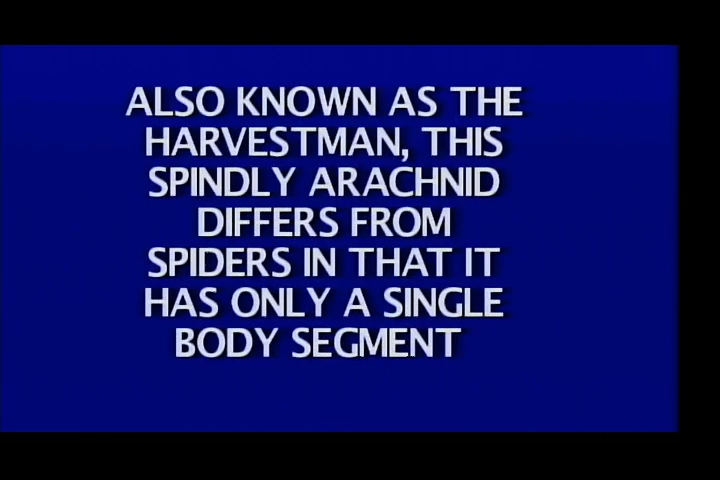 ALSO KNOWN AS THE
HARVESTMAN, THIS
SPINDLY ARACHNID
DIFFERS FROM
SPIDERS IN THAT IT
HAS ONLY A SINGLE
BODY SEGMENT